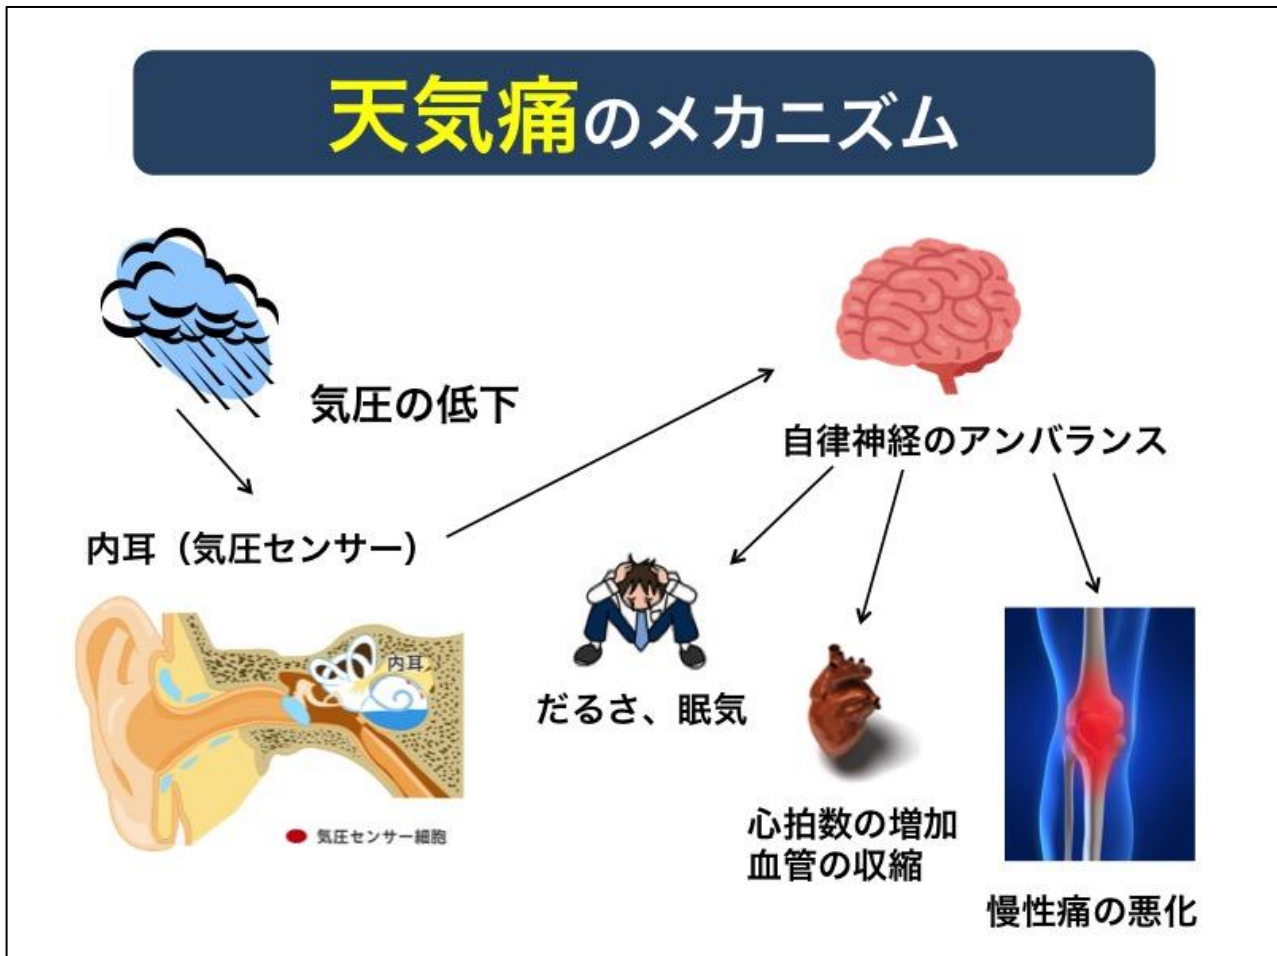 天気痛のメカニズム
気圧の低下
内耳（気圧センサー）
内耳
気圧センサー細胞
自律神経のアンバランス
だるさ、眠気
心拍数の増加
血管の収縮
慢性痛の悪化